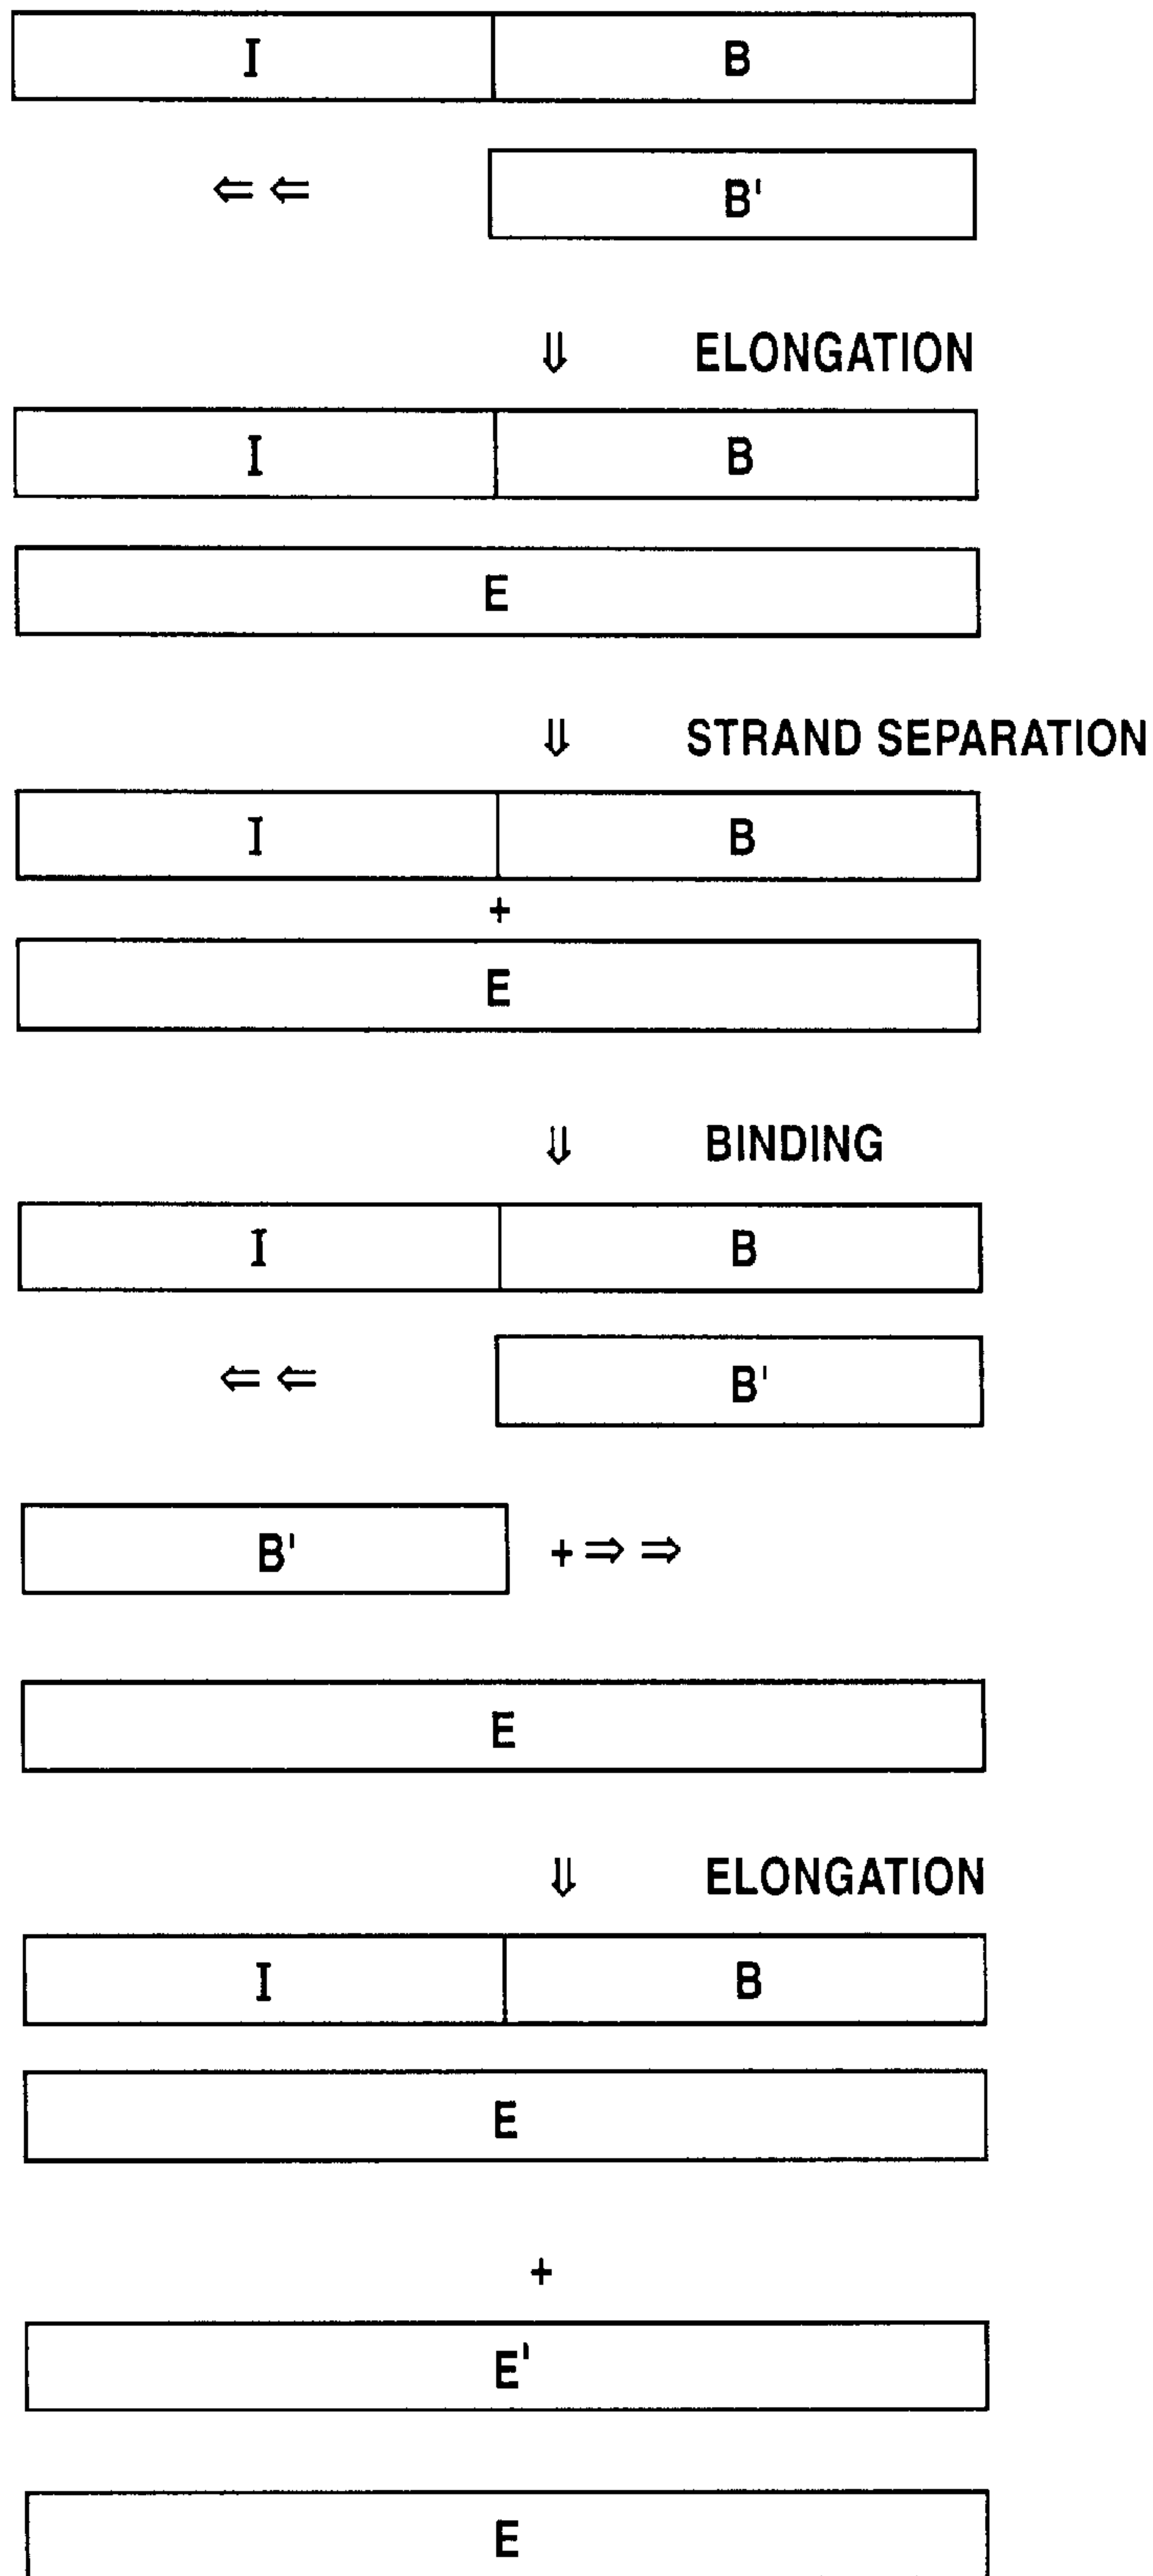 I B
⇐ ⇐ B'
⇓ ELONGATION
I B
E
⇓ STRAND SEPARATION
I B
+
E
⇓ BINDING
I B
⇐ ⇐ B'
B' + ⇒ ⇒
E
⇓ ELONGATION
I B
E
+
E'
E